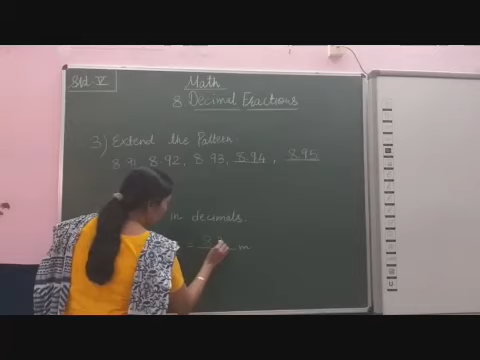 Std - V
Math
8 Decimal Fractions
3) Extend the Pattern.
8.91, 8.92, 8.93, 8.94, 8.95
in decimals.
= m